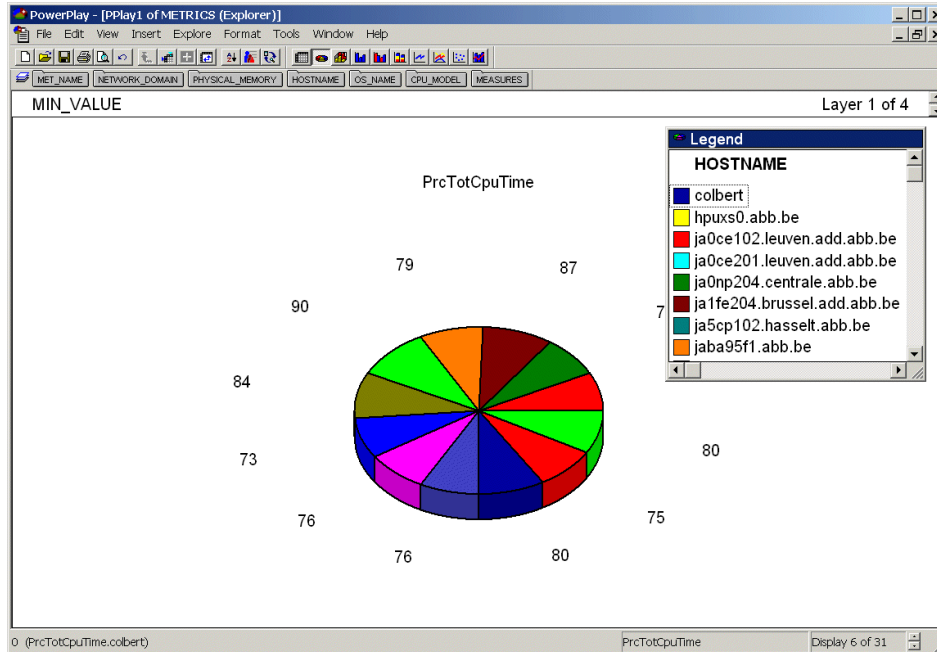 PowerPlay - [PPlay1 of METRICS (Explorer)]
File Edit View Insert Explore Format Tools Window Help
MET_NAME NETWORK_DOMAIN PHYSICAL_MEMORY HOSTNAME OS_NAME CPU_MODEL MEASURES
MIN_VALUE Layer 1 of 4
Legend
HOSTNAME
colbert
hpuxs0.abb.be
ja0ce102.leuven.add.abb.be
ja0ce201.leuven.add.abb.be
ja0np204.centrale.abb.be
ja1fe204.brussel.add.abb.be
ja5cp102.hasselt.abb.be
jaba95f1.abb.be
PrcTotCpuTime
79 87
90 7
84
73 80
76 75
76 80
0 (PrcTotCpuTime.colbert) PrcTotCpuTime Display 6 of 31